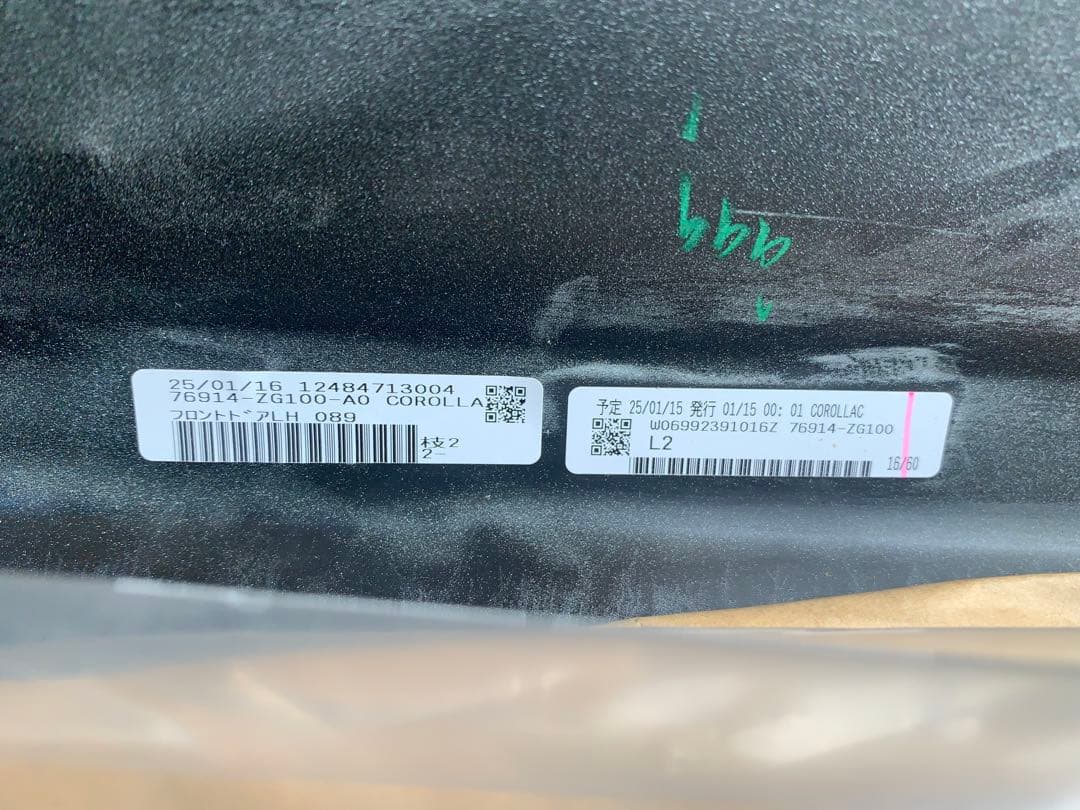 25/01/16 12484713004
76914-ZG100-A0 COROLLA
フロントドアLH 089
枝2
2-
予定 25/01/15 発行 01/15 00: 01 COROLLAC
W06992391016Z 76914-ZG100
L2
16/60